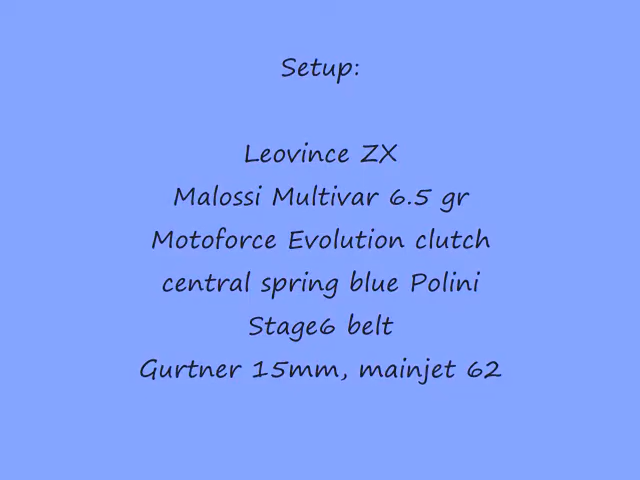 Setup:
Leovince ZX
Malossi Multivar 6.5 gr
Motoforce Evolution clutch
central spring blue Polini
Stage6 belt
Gurtner 15mm, mainjet 62